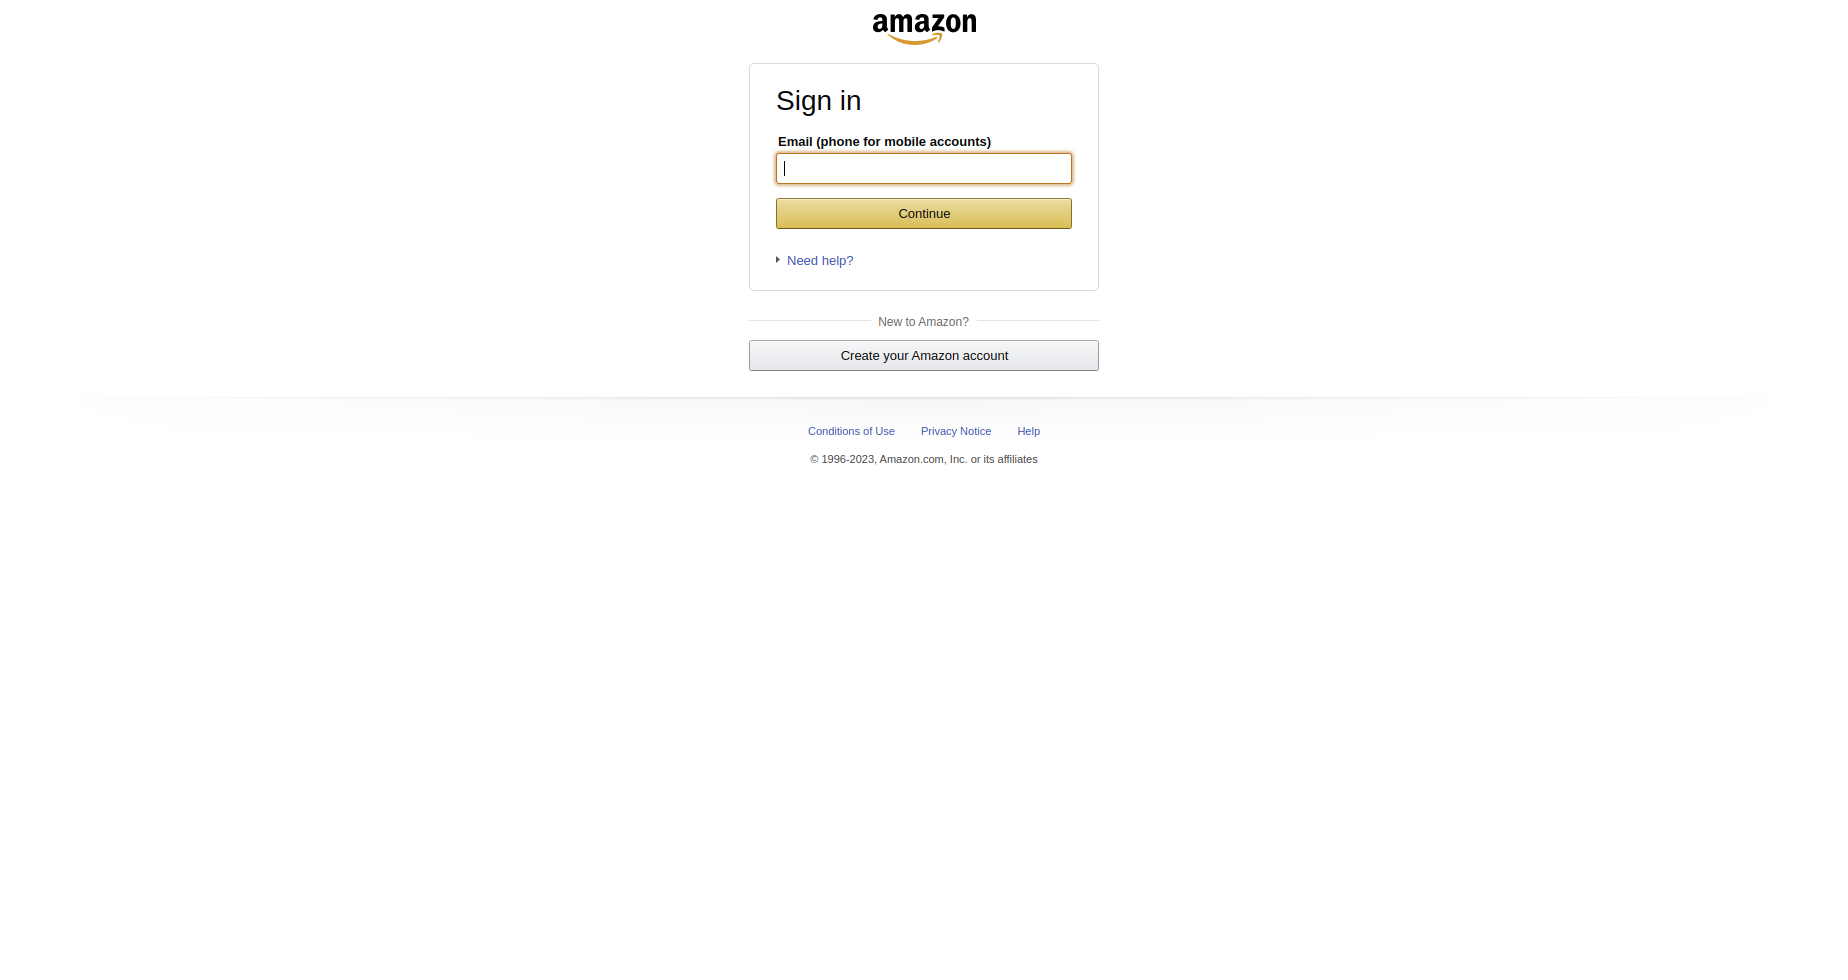 amazon
Sign in
Email (phone for mobile accounts)
Continue
Need help?
New to Amazon?
Create your Amazon account
Conditions of Use Privacy Notice Help
© 1996-2023, Amazon.com, Inc. or its affiliates